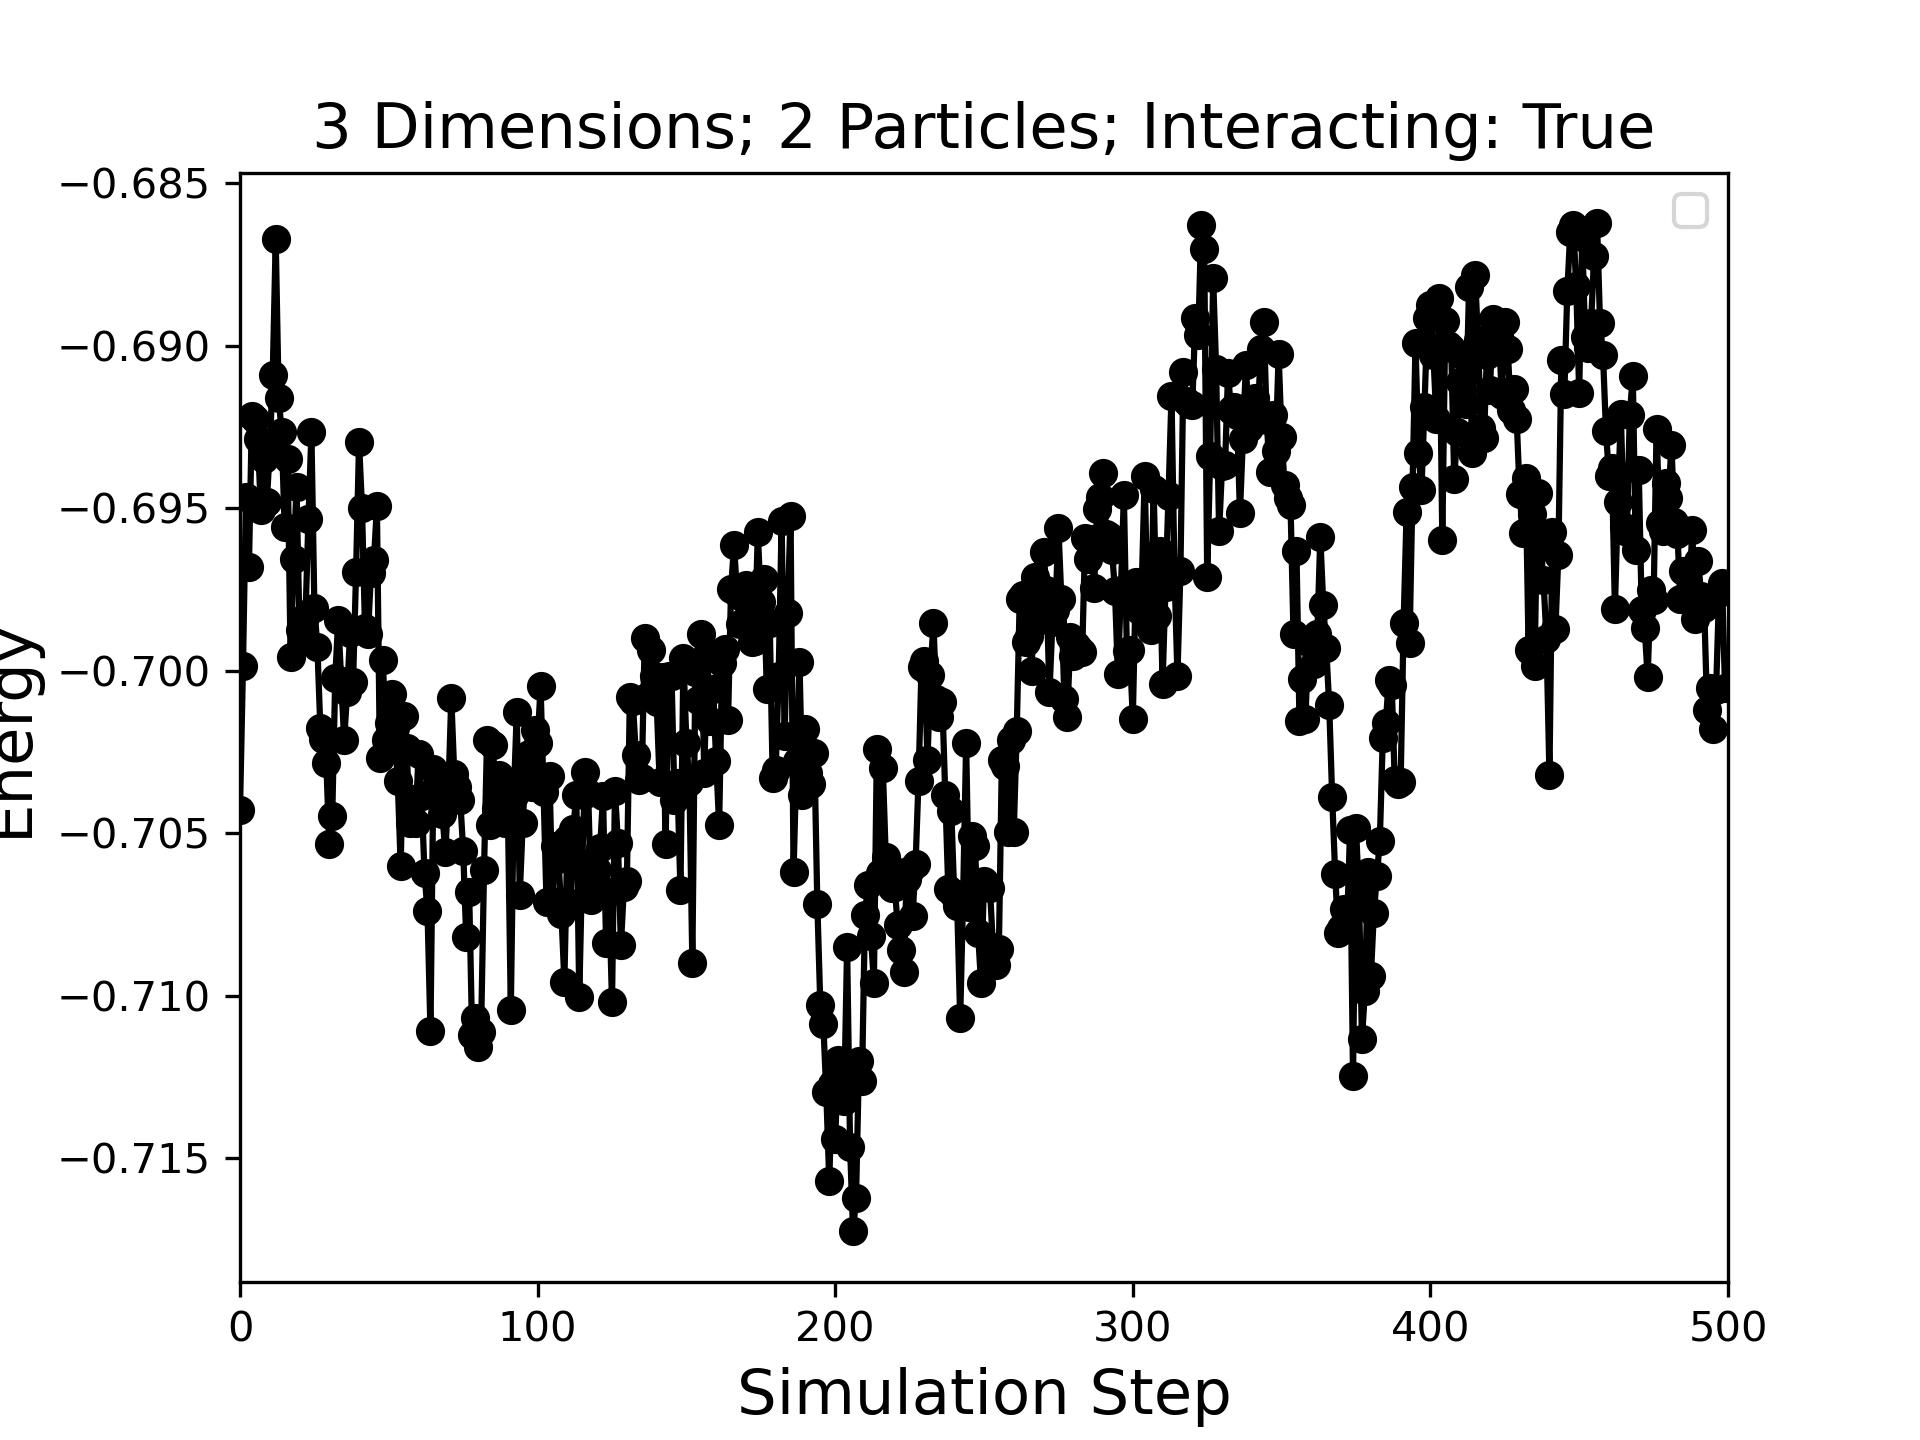 3 Dimensions; 2 Particles; Interacting: True
−0.685
−0.690
−0.695
−0.700
−0.705
−0.710
−0.715
Energy
0 100 200 300 400 500
Simulation Step